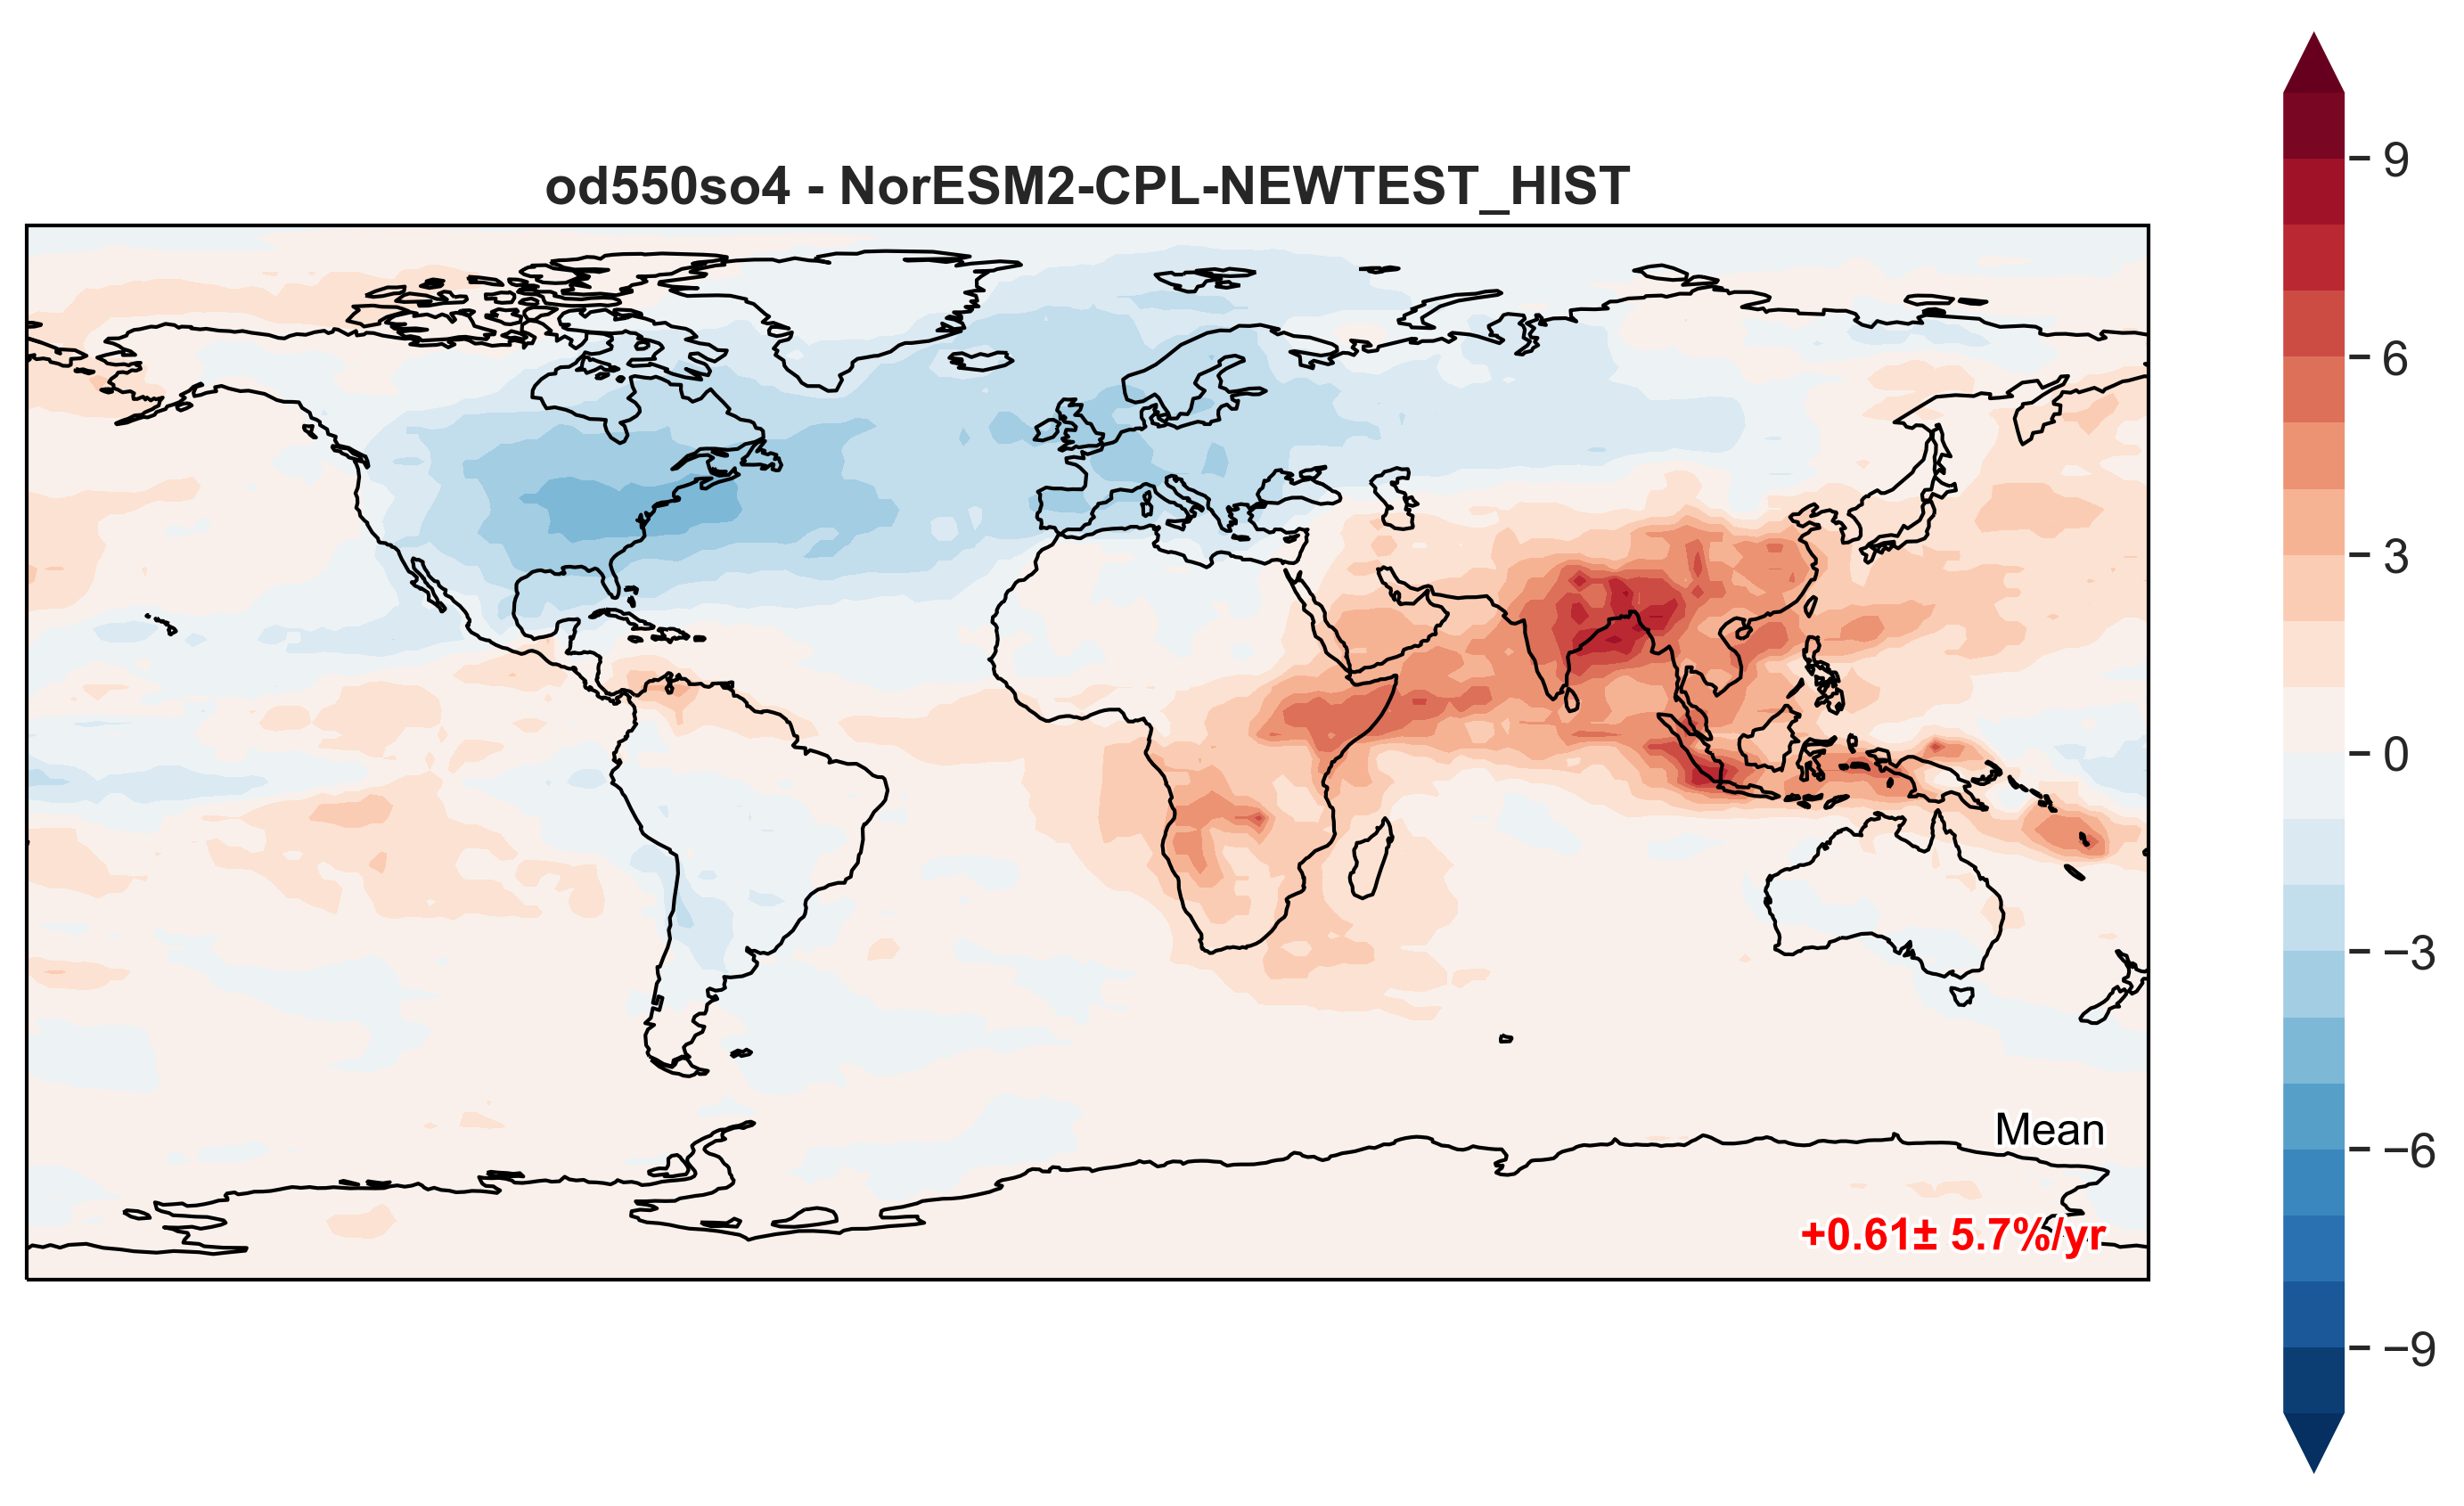 od550so4 - NorESM2-CPL-NEWTEST_HIST
9
6
3
0
−3
−6
−9
Mean
+0.61± 5.7%/yr